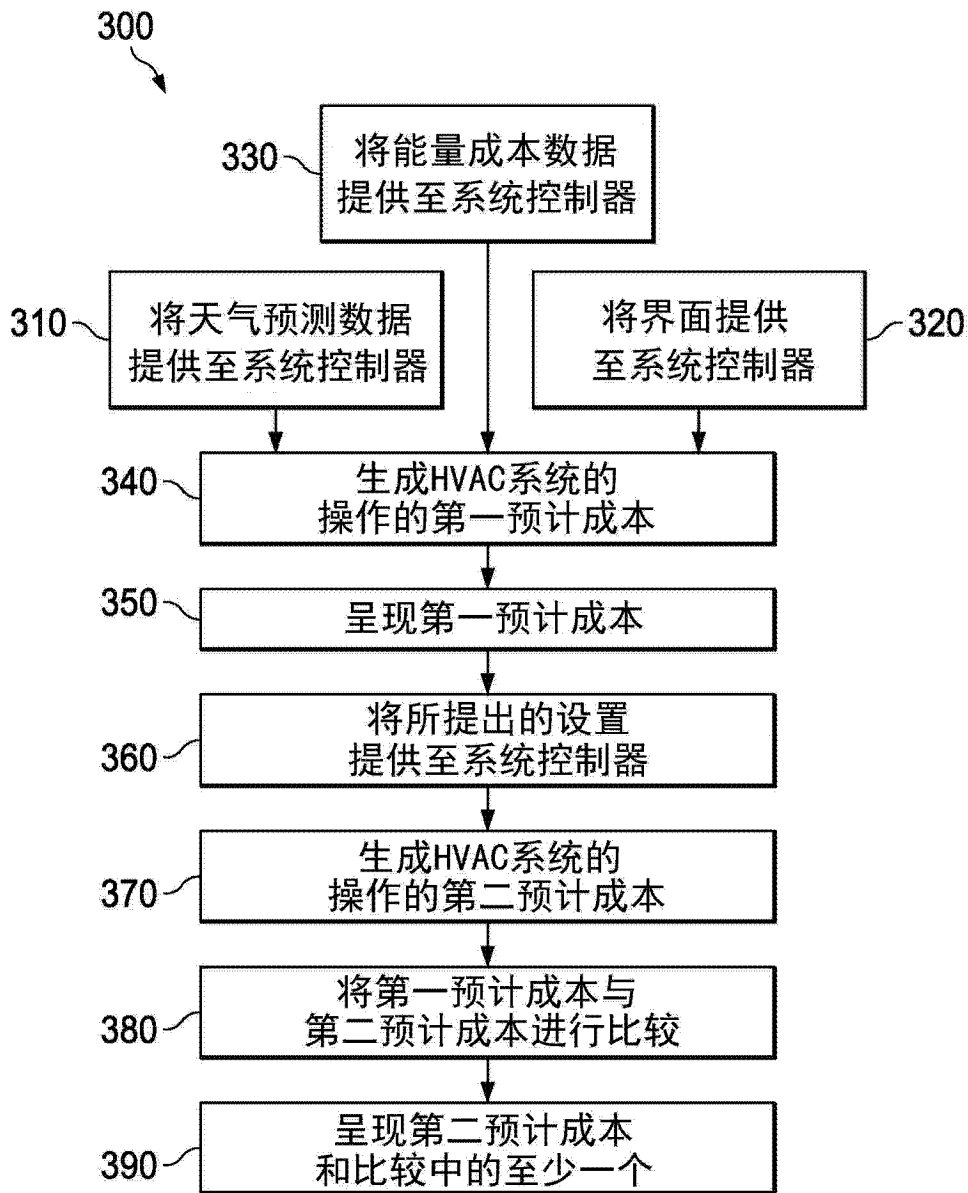 300
330
将能量成本数据
提供至系统控制器
310
将天气预测数据
提供至系统控制器
将界面提供
至系统控制器
320
340
生成HVAC系统的
操作的第一预计成本
350
呈现第一预计成本
360
将所提出的设置
提供至系统控制器
370
生成HVAC系统的
操作的第二预计成本
380
将第一预计成本与
第二预计成本进行比较
390
呈现第二预计成本
和比较中的至少一个